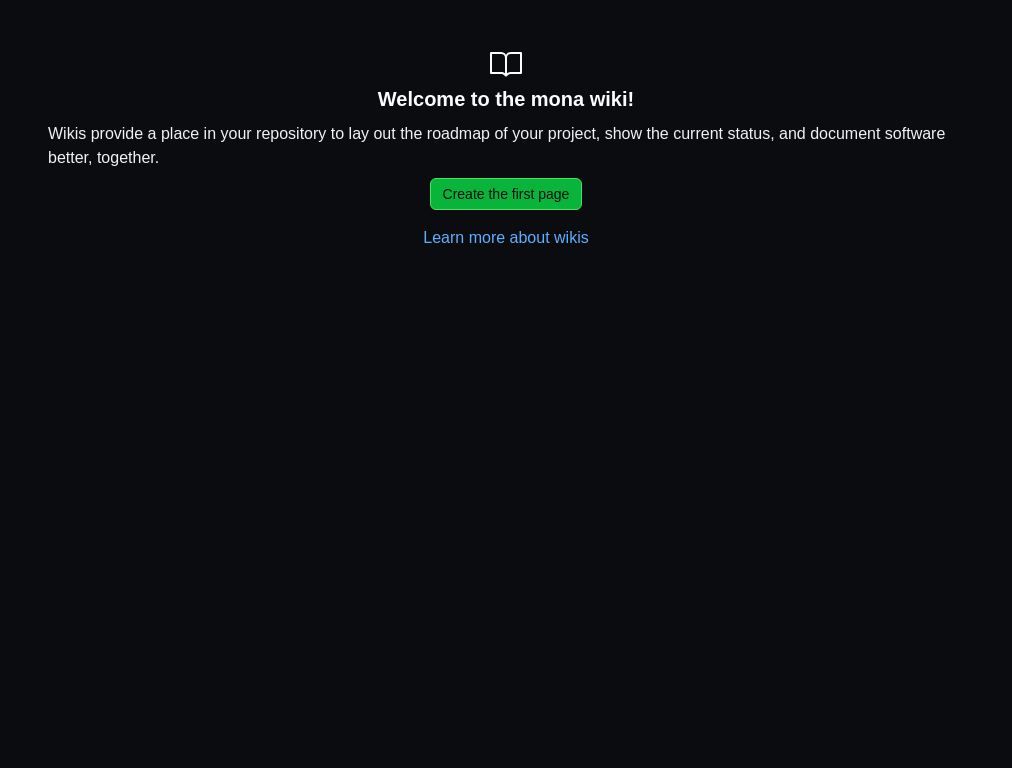 Welcome to the mona wiki!
Wikis provide a place in your repository to lay out the roadmap of your project, show the current status, and document software
better, together.
Create the first page
Learn more about wikis